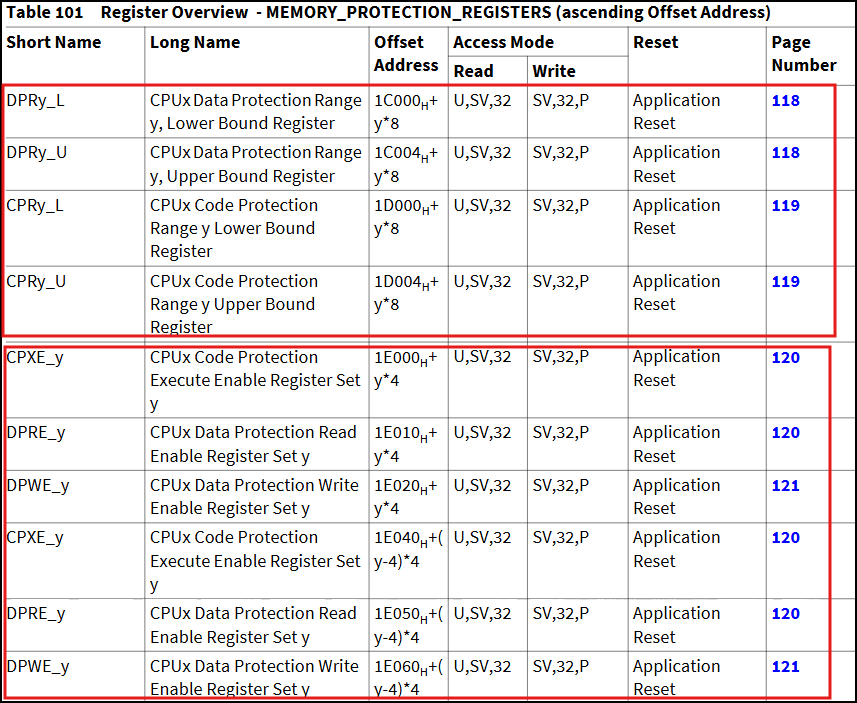 Table 101 Register Overview - MEMORY_PROTECTION_REGISTERS (ascending Offset Address)
Short Name Long Name Offset Address Access Mode Reset Page Number
Read Write
DPRy_L CPUx Data Protection Range 1C000H+ U,SV,32 SV,32,P Application 118
y, Lower Bound Register y*8 Reset
DPRy_U CPUx Data Protection Range 1C004H+ U,SV,32 SV,32,P Application 118
y, Upper Bound Register y*8 Reset
CPRy_L CPUx Code Protection 1D000H+ U,SV,32 SV,32,P Application 119
Range y Lower Bound y*8 Reset
Register
CPRy_U CPUx Code Protection 1D004H+ U,SV,32 SV,32,P Application 119
Range y Upper Bound y*8 Reset
Register
CPXE_y CPUx Code Protection 1E000H+ U,SV,32 SV,32,P Application 120
Execute Enable Register Set y*4 Reset
y
DPRE_y CPUx Data Protection Read 1E010H+ U,SV,32 SV,32,P Application 120
Enable Register Set y y*4 Reset
DPWE_y CPUx Data Protection Write 1E020H+ U,SV,32 SV,32,P Application 121
Enable Register Set y y*4 Reset
CPXE_y CPUx Code Protection 1E040H+( U,SV,32 SV,32,P Application 120
Execute Enable Register Set y-4)*4 Reset
y
DPRE_y CPUx Data Protection Read 1E050H+( U,SV,32 SV,32,P Application 120
Enable Register Set y y-4)*4 Reset
DPWE_y CPUx Data Protection Write 1E060H+( U,SV,32 SV,32,P Application 121
Enable Register Set y y-4)*4 Reset